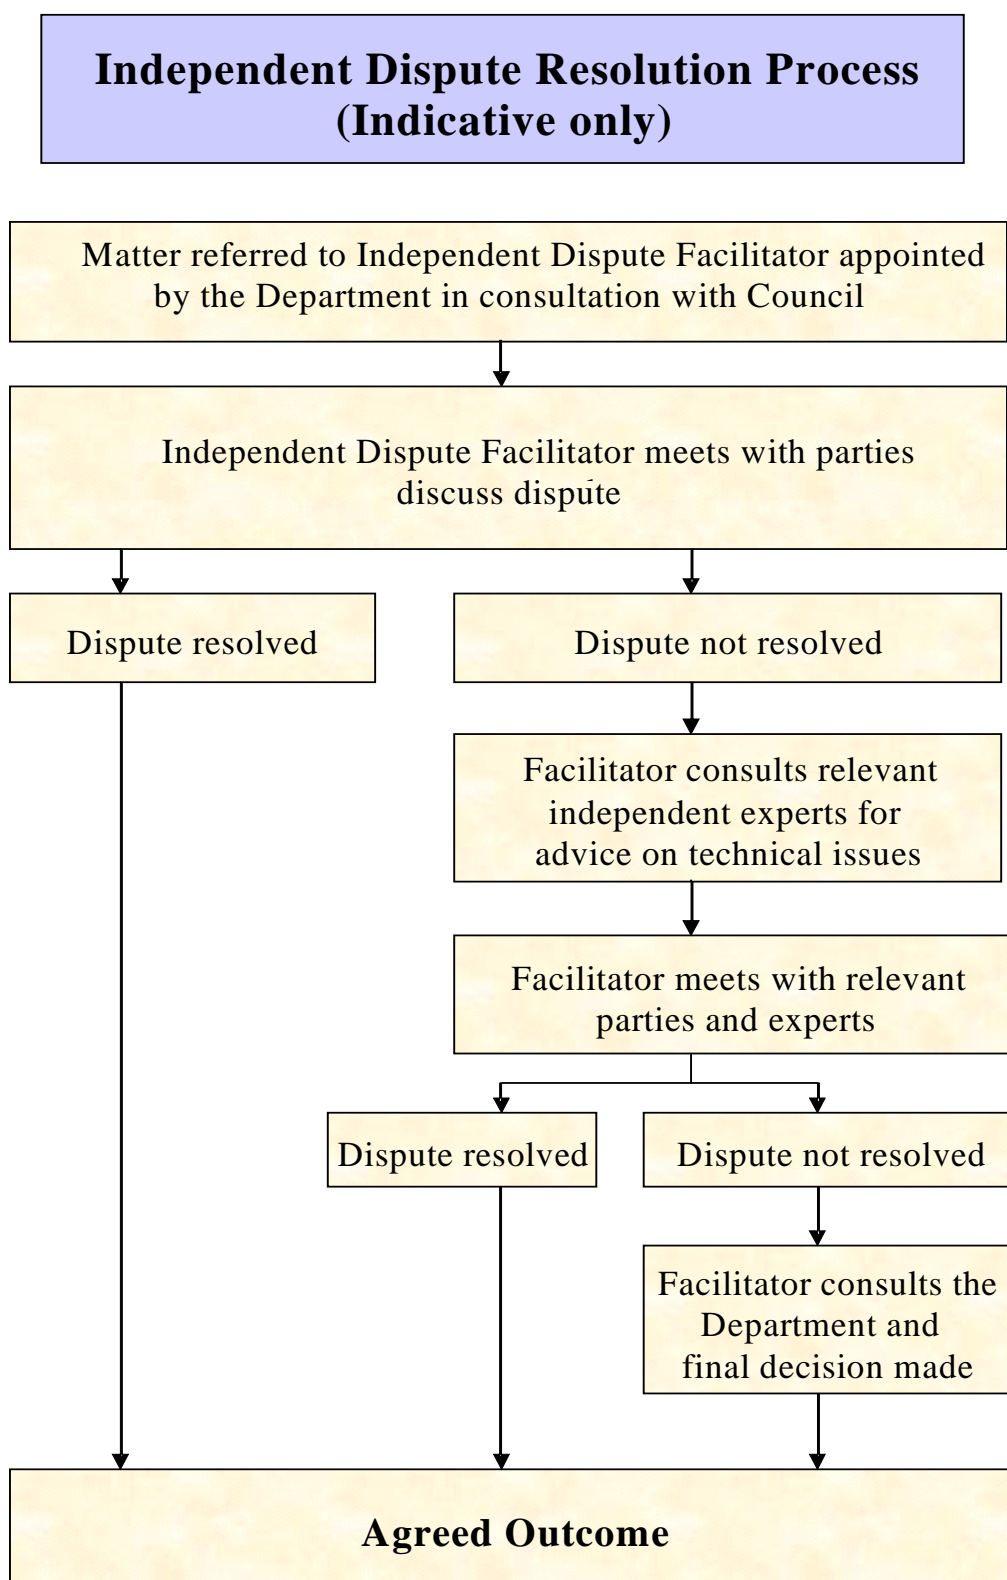 Independent Dispute Resolution Process
(Indicative only)
Matter referred to Independent Dispute Facilitator appointed
by the Department in consultation with Council
Independent Dispute Facilitator meets with parties
discuss dispute
Dispute resolved
Dispute not resolved
Facilitator consults relevant
independent experts for
advice on technical issues
Facilitator meets with relevant
parties and experts
Dispute resolved
Dispute not resolved
Facilitator consults the
Department and
final decision made
Agreed Outcome